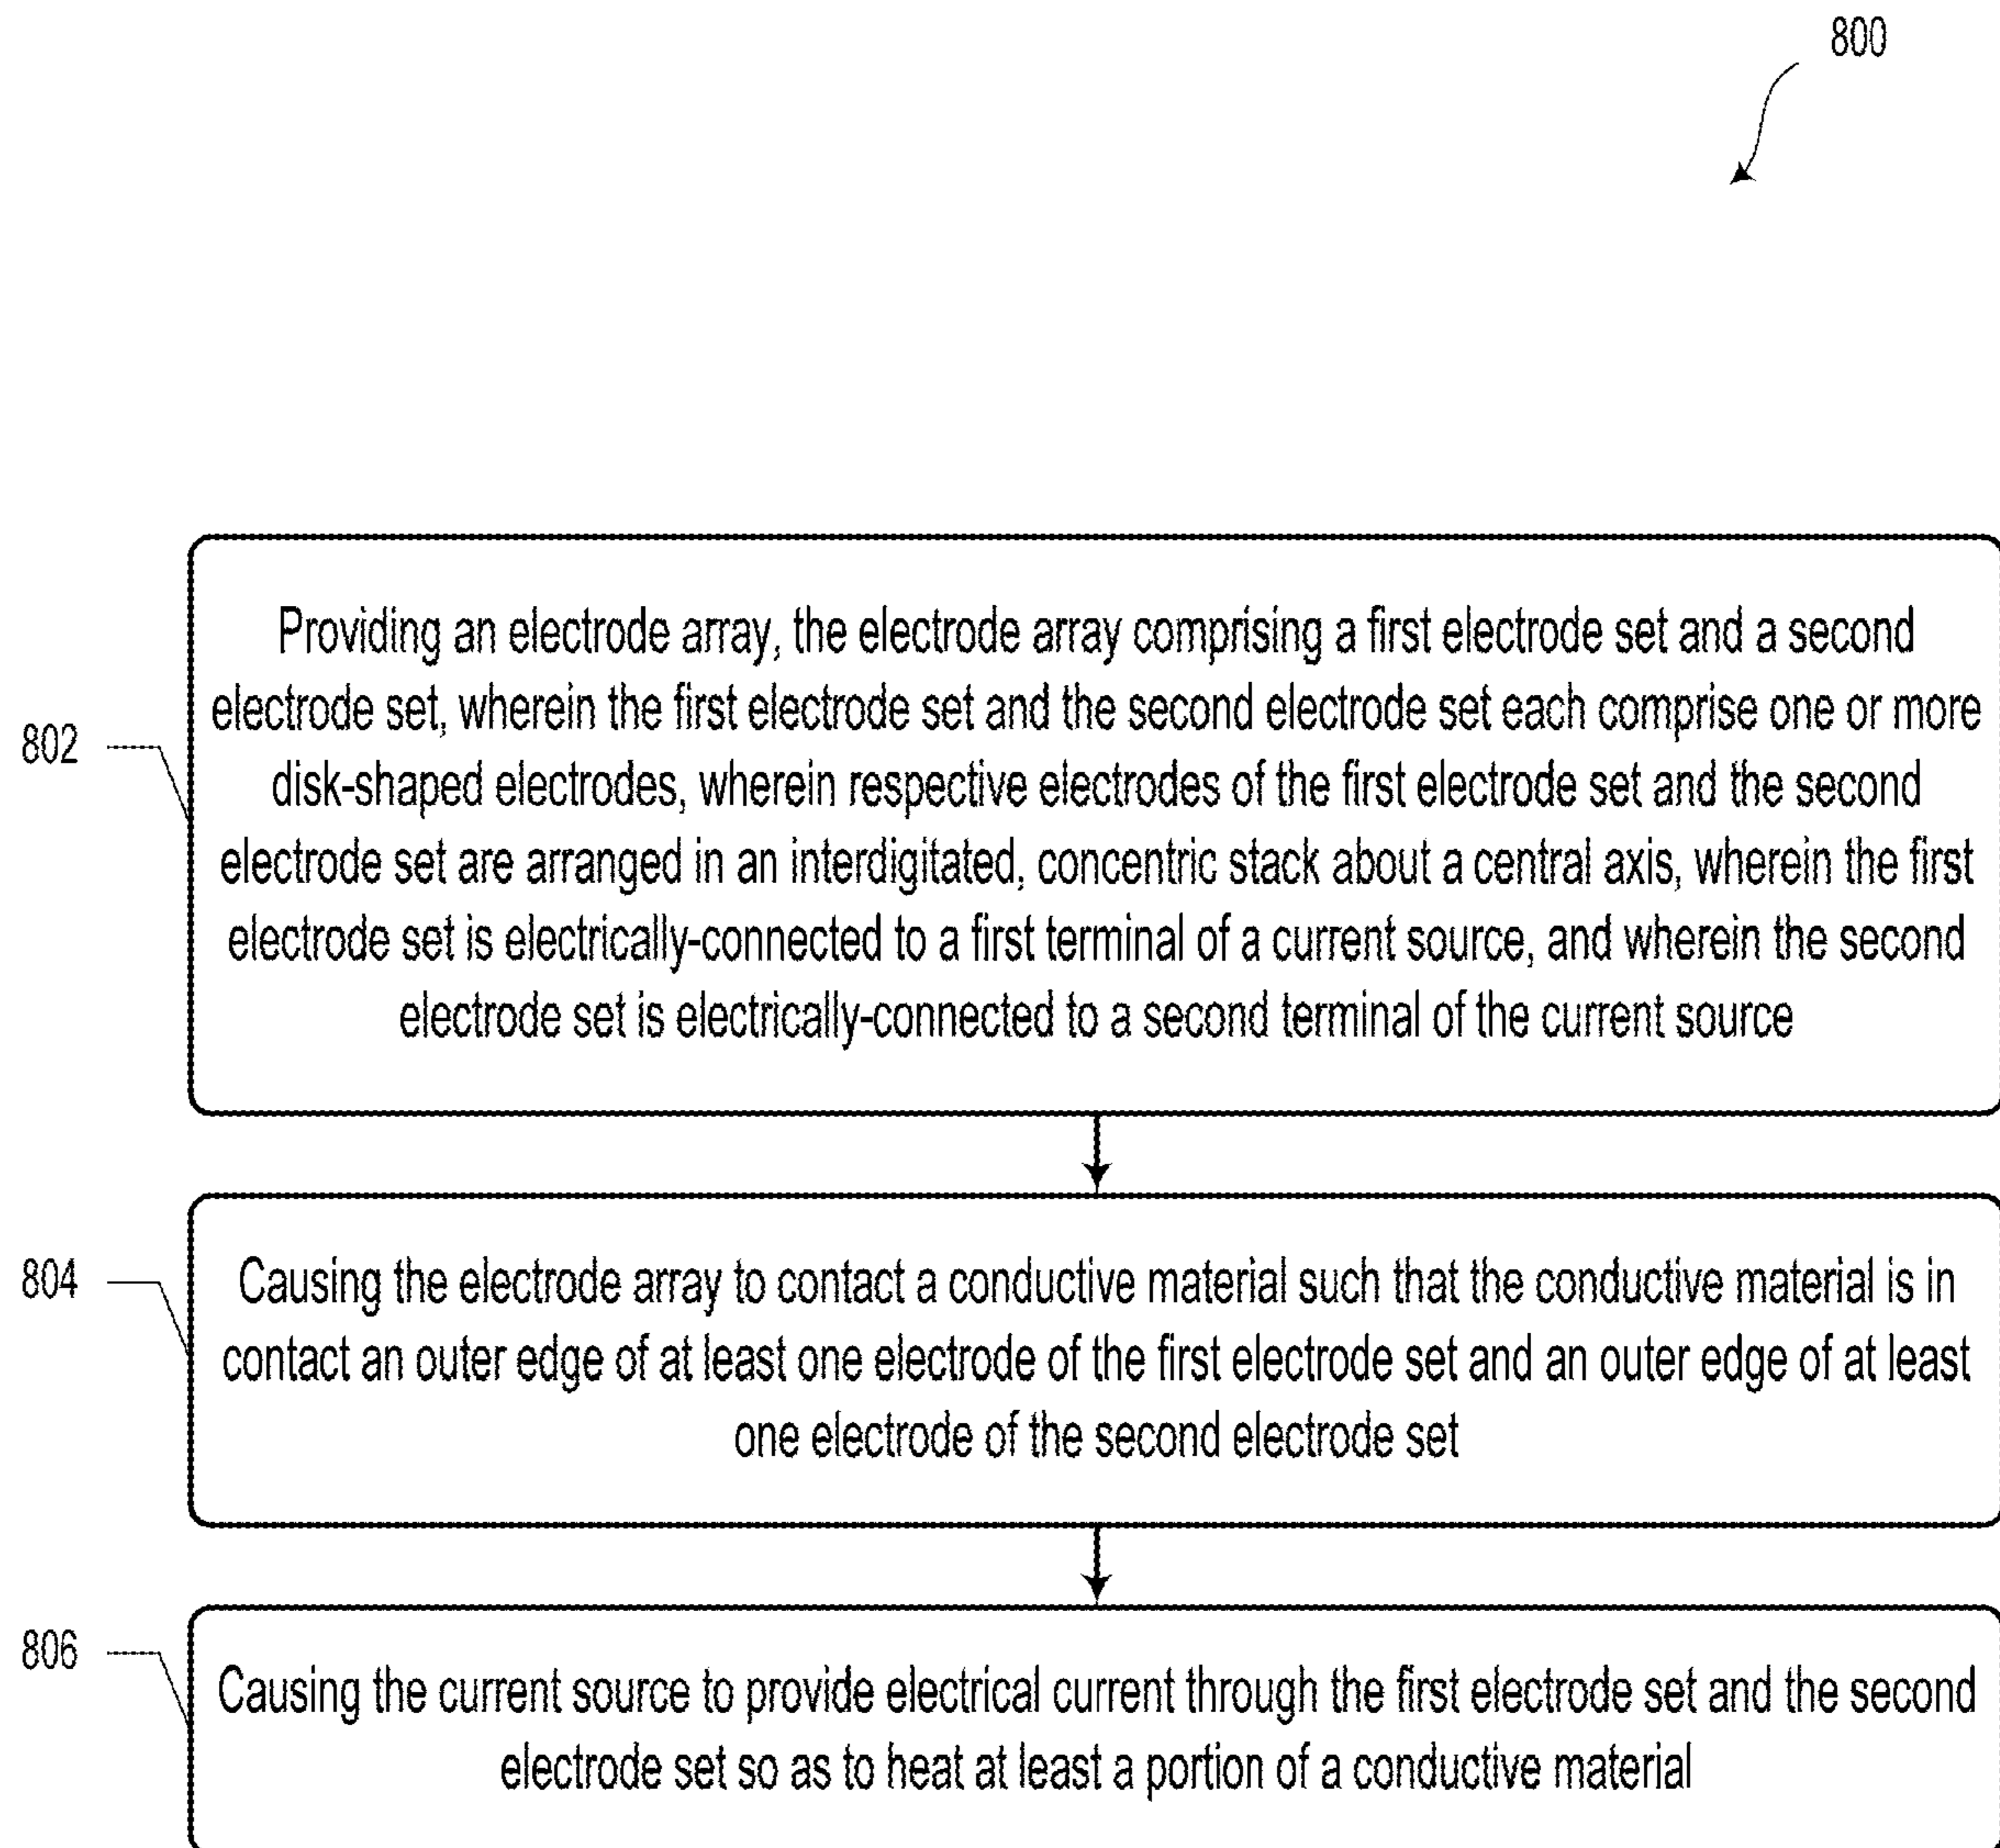 800
Providing an electrode array, the electrode array comprising a first electrode set and a second
electrode set, wherein the first electrode set and the second electrode set each comprise one or more
disk-shaped electrodes, wherein respective electrodes of the first electrode set and the second
electrode set are arranged in an interdigitated, concentric stack about a central axis, wherein the first
electrode set is electrically-connected to a first terminal of a current source, and wherein the second
electrode set is electrically-connected to a second terminal of the current source
802
Causing the electrode array to contact a conductive material such that the conductive material is in
contact an outer edge of at least one electrode of the first electrode set and an outer edge of at least
one electrode of the second electrode set
804
Causing the current source to provide electrical current through the first electrode set and the second
electrode set so as to heat at least a portion of a conductive material
806